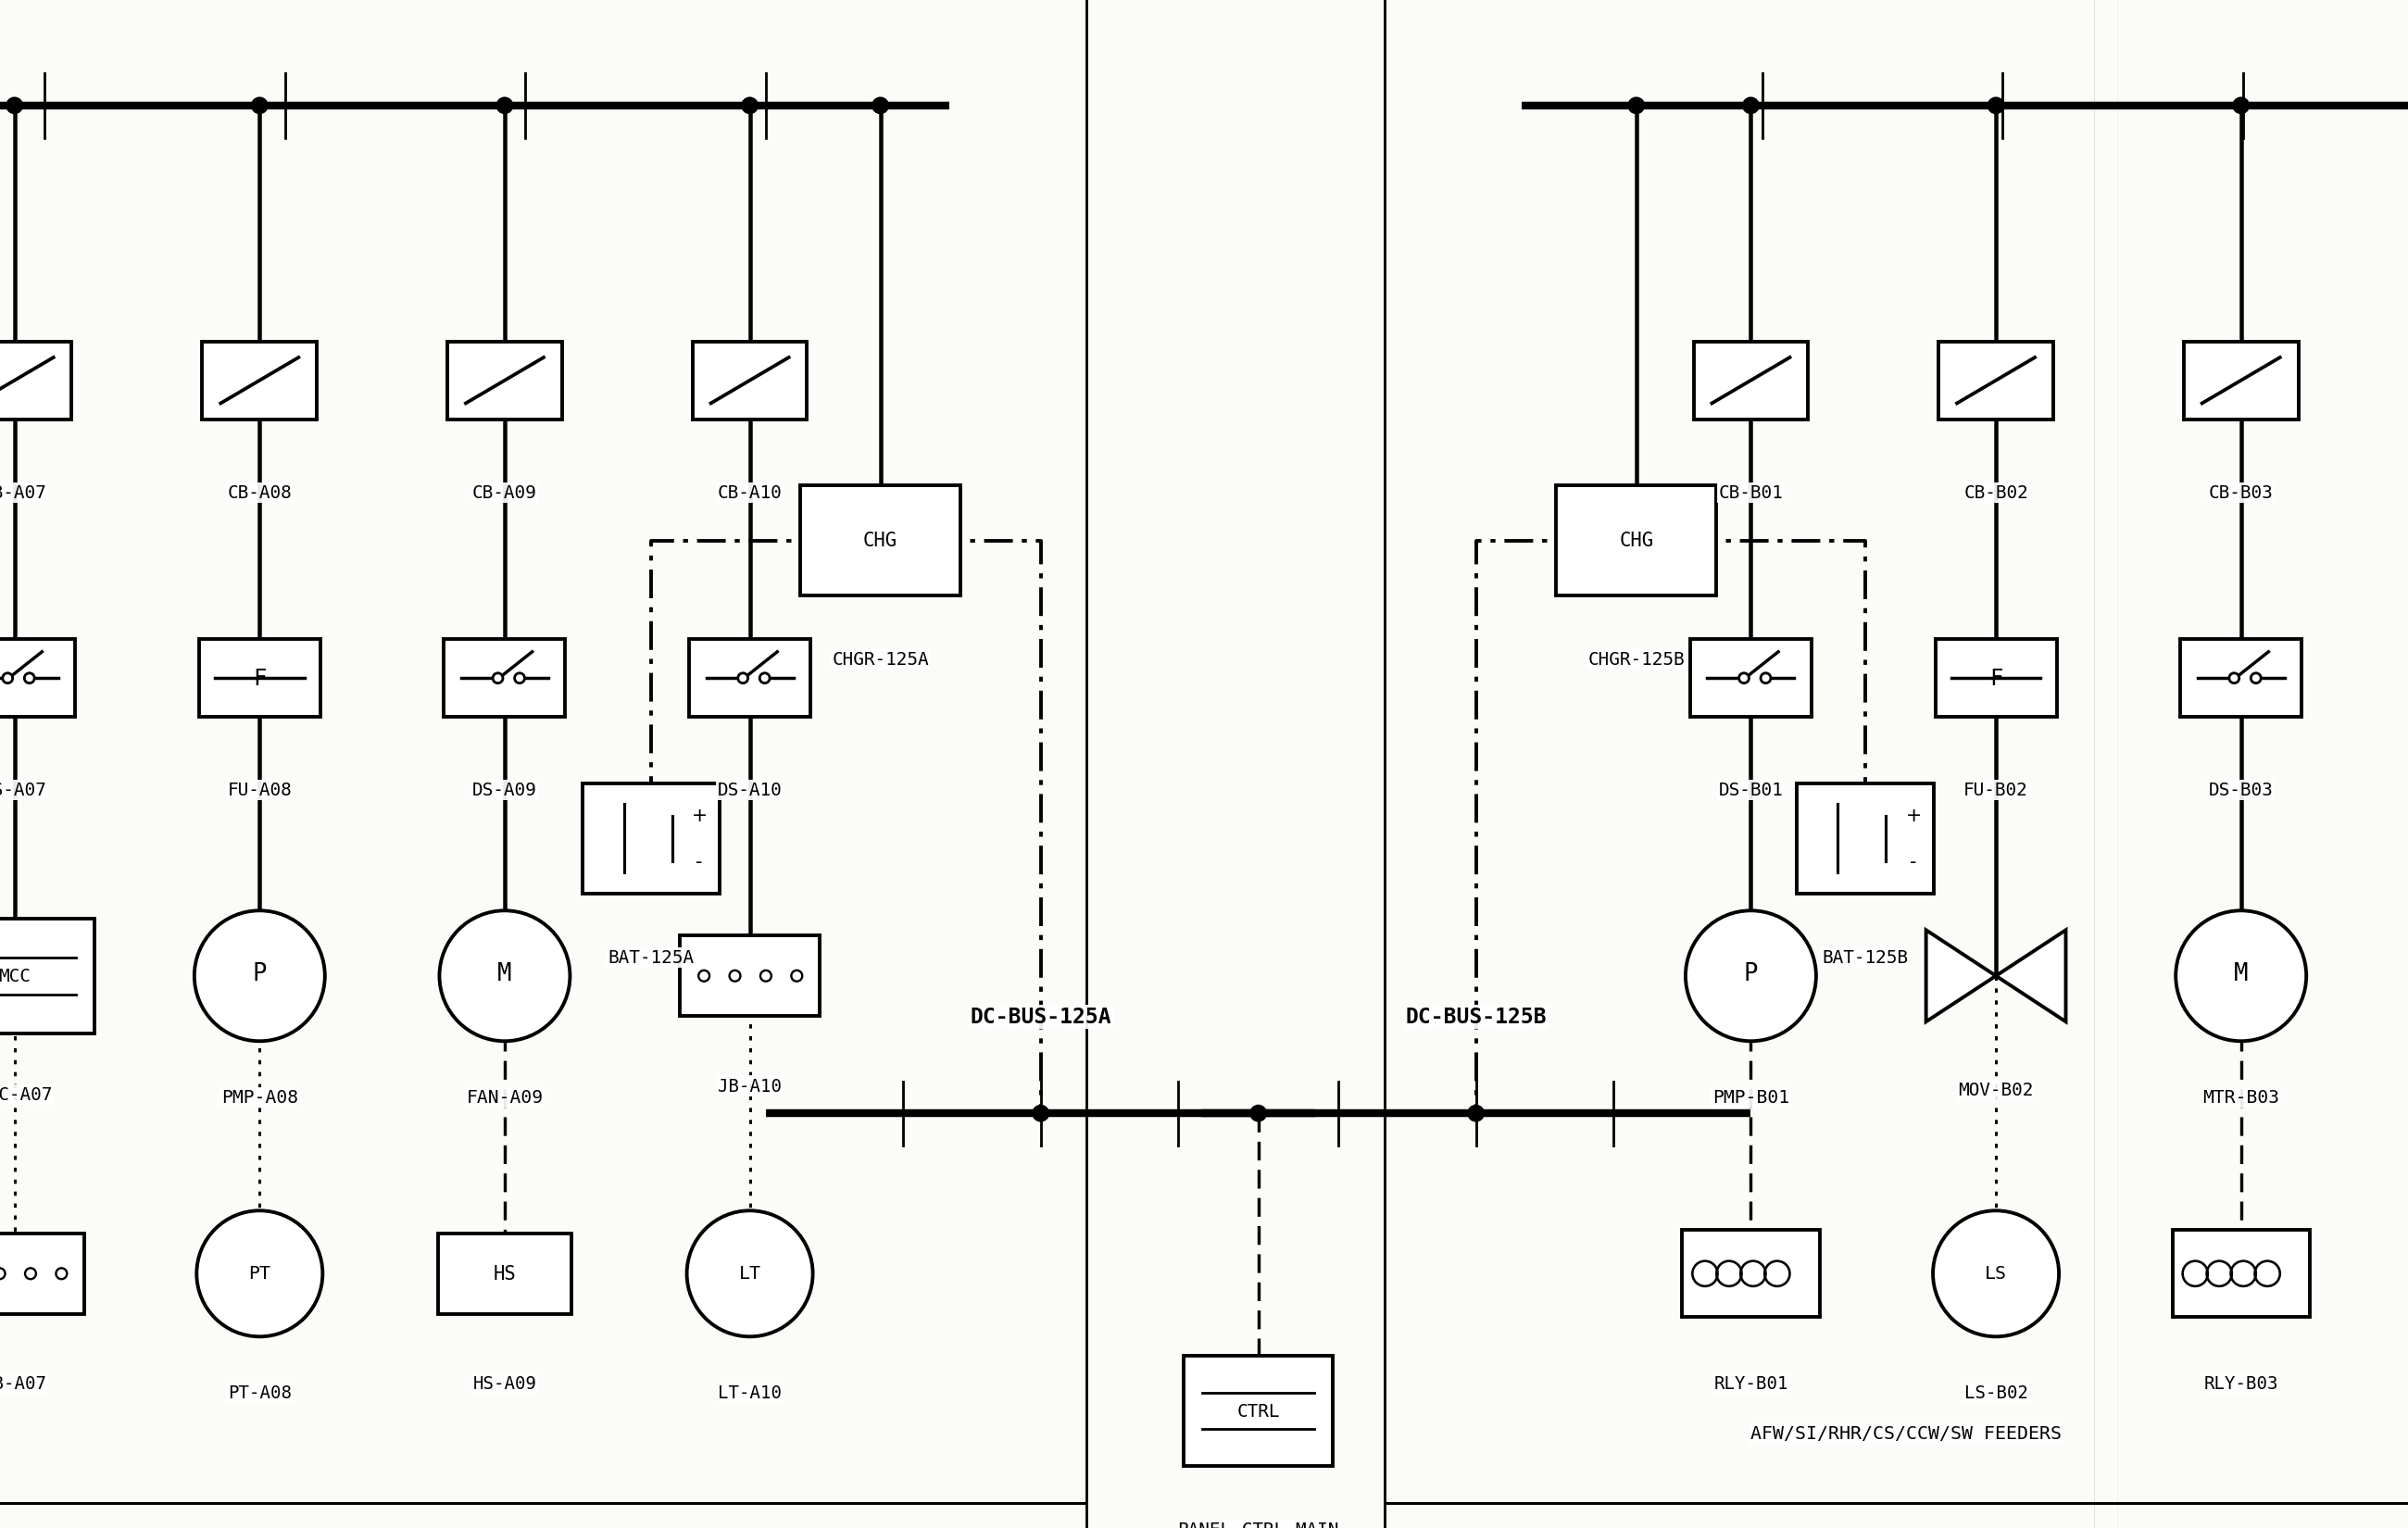 CB-A08 CB-A09 CB-A10 CB-B01 CB-B02 CB-B03
CHG CHG
CHGR-125A CHGR-125B
F F
FU-A08 DS-A09 DS-A10 DS-B01 FU-B02 DS-B03
+ +
- -
BAT-125A BAT-125B
MCC P M P M
DC-BUS-125A DC-BUS-125B
JB-A10 MOV-B02
C-A07 PMP-A08 FAN-A09 PMP-B01 MTR-B03
PT HS LT LS
HS-A09 RLY-B01 RLY-B03
PT-A08 LT-A10 LS-B02
CTRL
AFW/SI/RHR/CS/CCW/SW FEEDERS